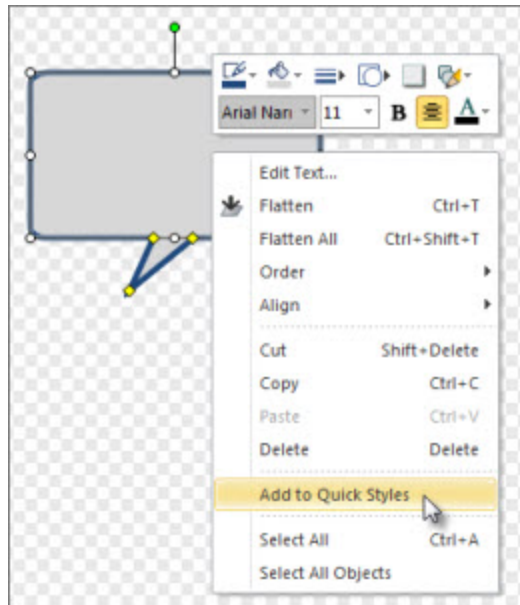 Arial Narı 11 B A
Edit Text...
Flatten Ctrl+T
Flatten All Ctrl+Shift+T
Order
Align
Cut Shift+Delete
Copy Ctrl+C
Paste Ctrl+V
Delete Delete
Add to Quick Styles
Select All Ctrl+A
Select All Objects